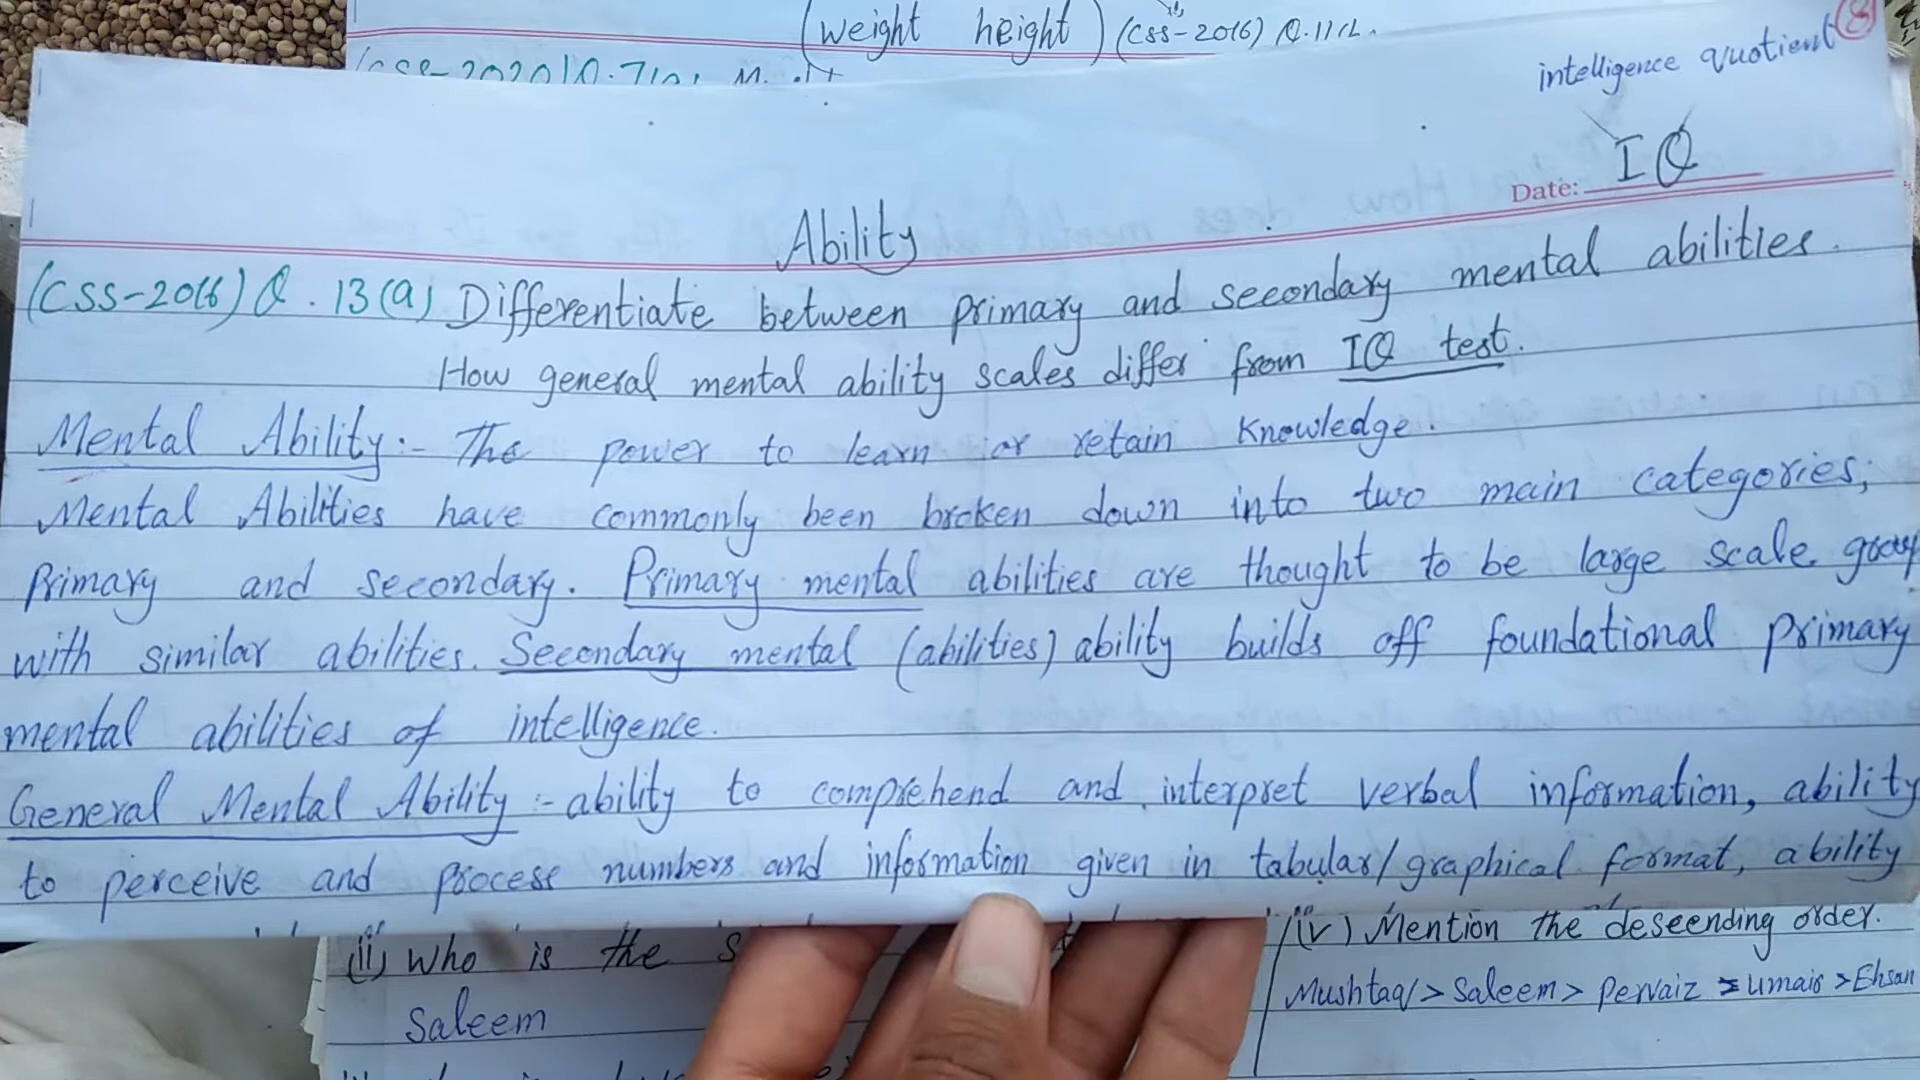 (weight height) (CSS-2016) Q.11(
intelligence quotient
8
IQ
Date:
Ability
(CSS-2016) Q. 13(a) Differentiate between primary and secondary mental abilities.
How general mental ability scales differ from IQ test.
Mental Ability:- The power to learn or retain Knowledge.
Mental Abilities have commonly been broken down into two main categories;
Primary and secondary. Primary mental abilities are thought to be large scale group
with similar abilities. Secondary mental (abilities) ability builds off foundational primary
mental abilities of intelligence.
General Mental Ability :- ability to comprehend and interpret verbal information, ability
to perceive and process numbers and information given in tabular/graphical format, ability
(ii) Who is the s
Saleem
(iv) Mention the descending order.
Mushtaq > Saleem > Pervaiz > Umair > Ehsan